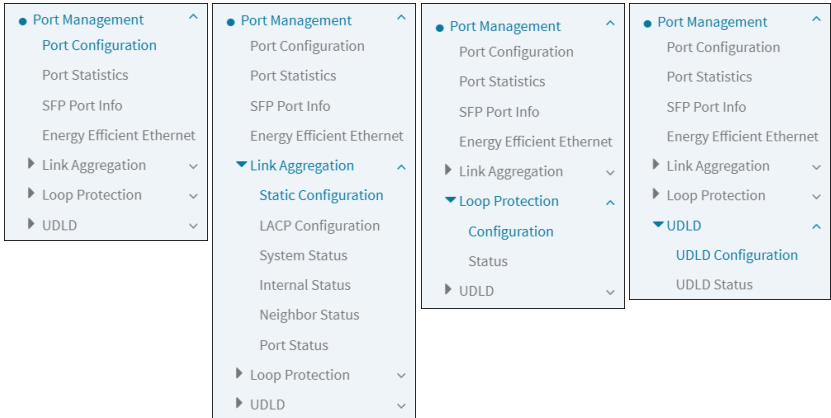 Port Management
Port Configuration
Port Statistics
SFP Port Info
Energy Efficient Ethernet
Link Aggregation
Loop Protection
UDLD
Port Management
Port Configuration
Port Statistics
SFP Port Info
Energy Efficient Ethernet
Link Aggregation
Static Configuration
LACP Configuration
System Status
Internal Status
Neighbor Status
Port Status
Loop Protection
UDLD
Port Management
Port Configuration
Port Statistics
SFP Port Info
Energy Efficient Ethernet
Link Aggregation
Loop Protection
Configuration
Status
UDLD
Port Management
Port Configuration
Port Statistics
SFP Port Info
Energy Efficient Ethernet
Link Aggregation
Loop Protection
UDLD
UDLD Configuration
UDLD Status